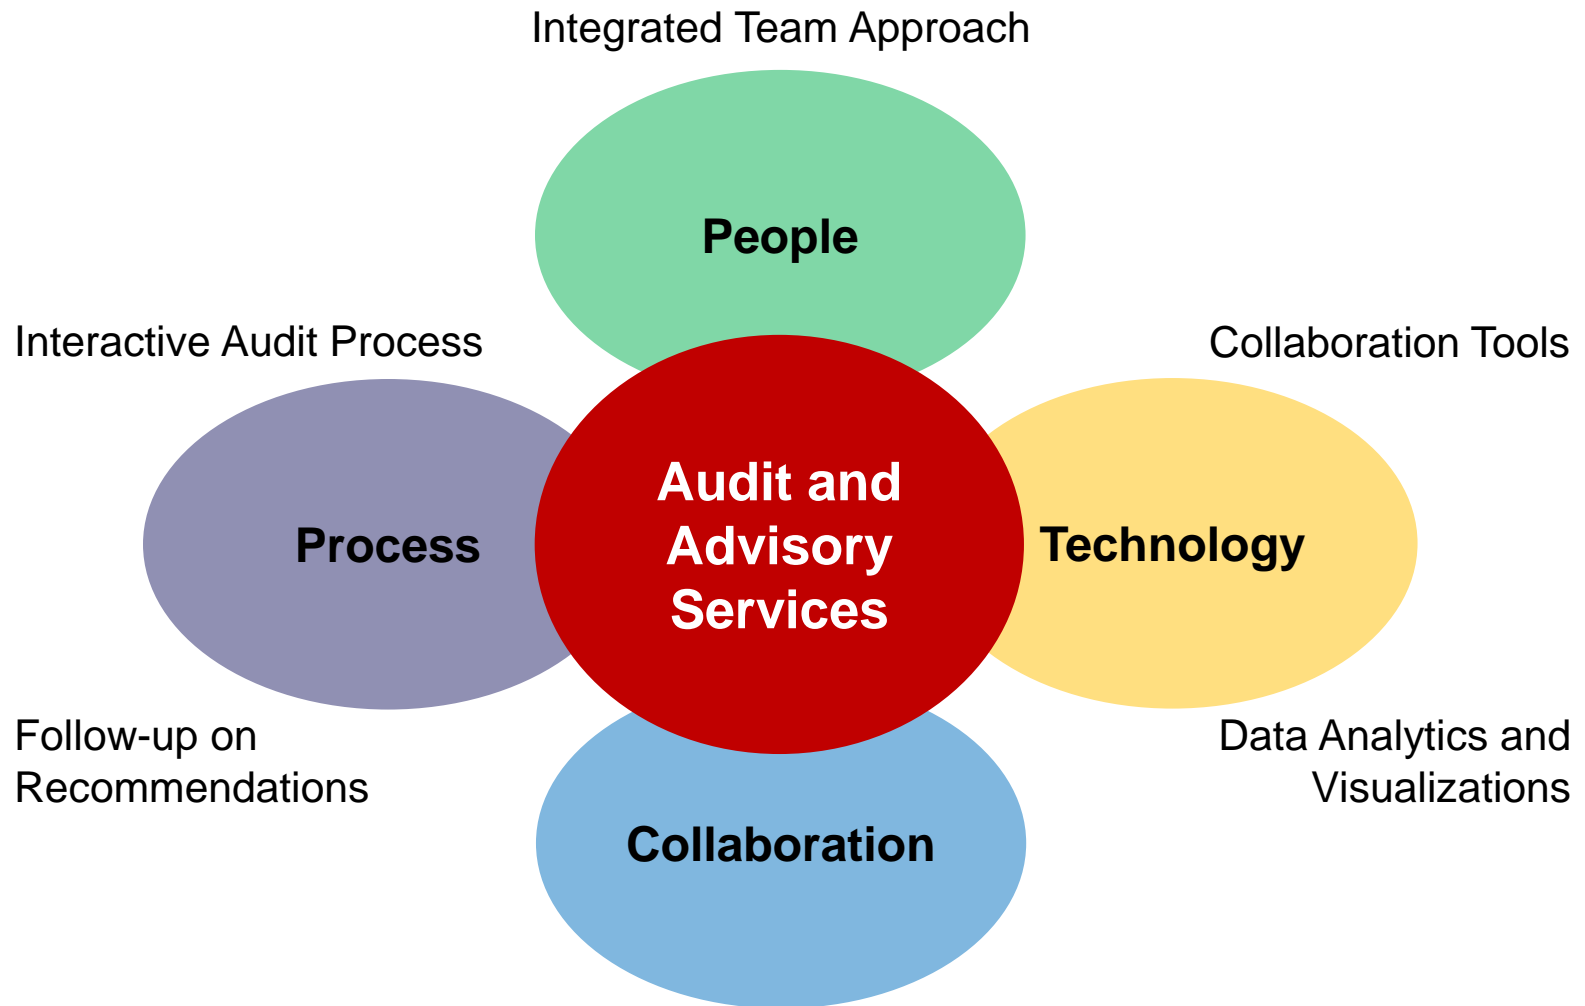 Integrated Team Approach
People
Interactive Audit Process
Collaboration Tools
Process
Audit and
Advisory
Services
Technology
Follow-up on
Recommendations
Data Analytics and
Visualizations
Collaboration